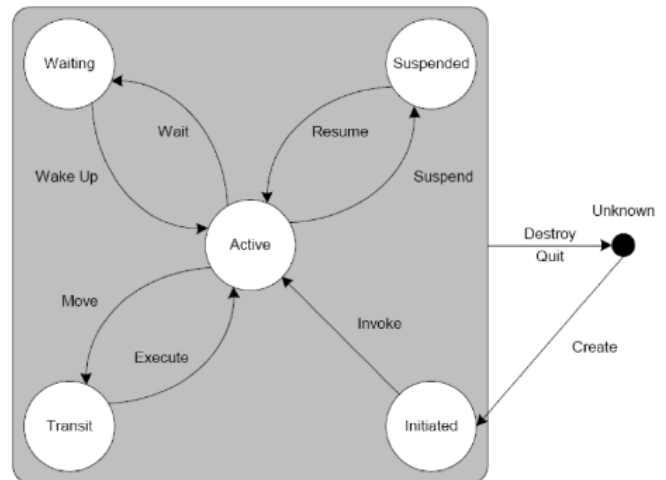 Waiting
Suspended
Wait
Resume
Wake Up
Suspend
Unknown
Active
Destroy
Quit
Move
Invoke
Execute
Create
Transit
Initiated